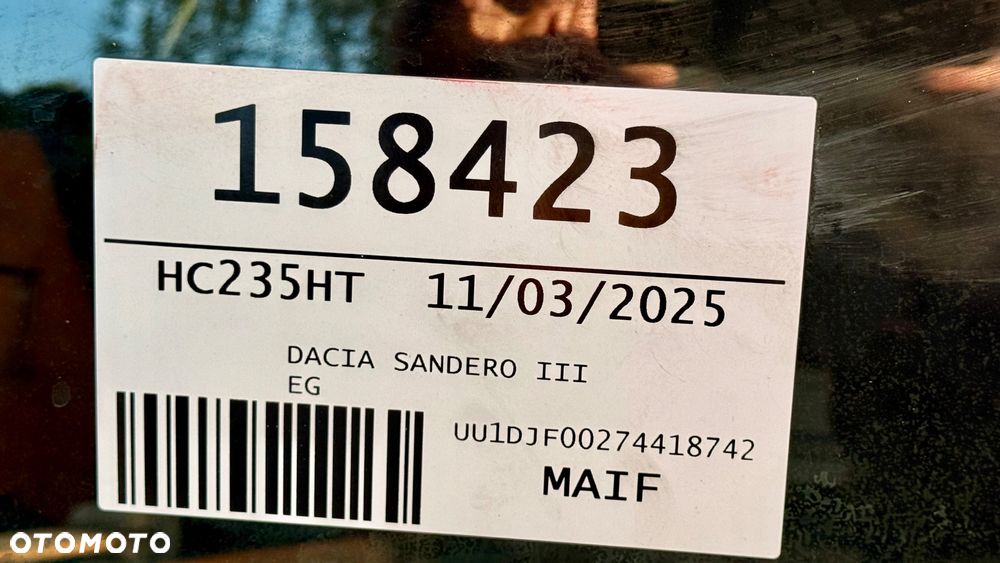 158423
HC235HT 11/03/2025
DACIA SANDERO III
EG
UU1DJF00274418742
MAIF
OTOMOTO